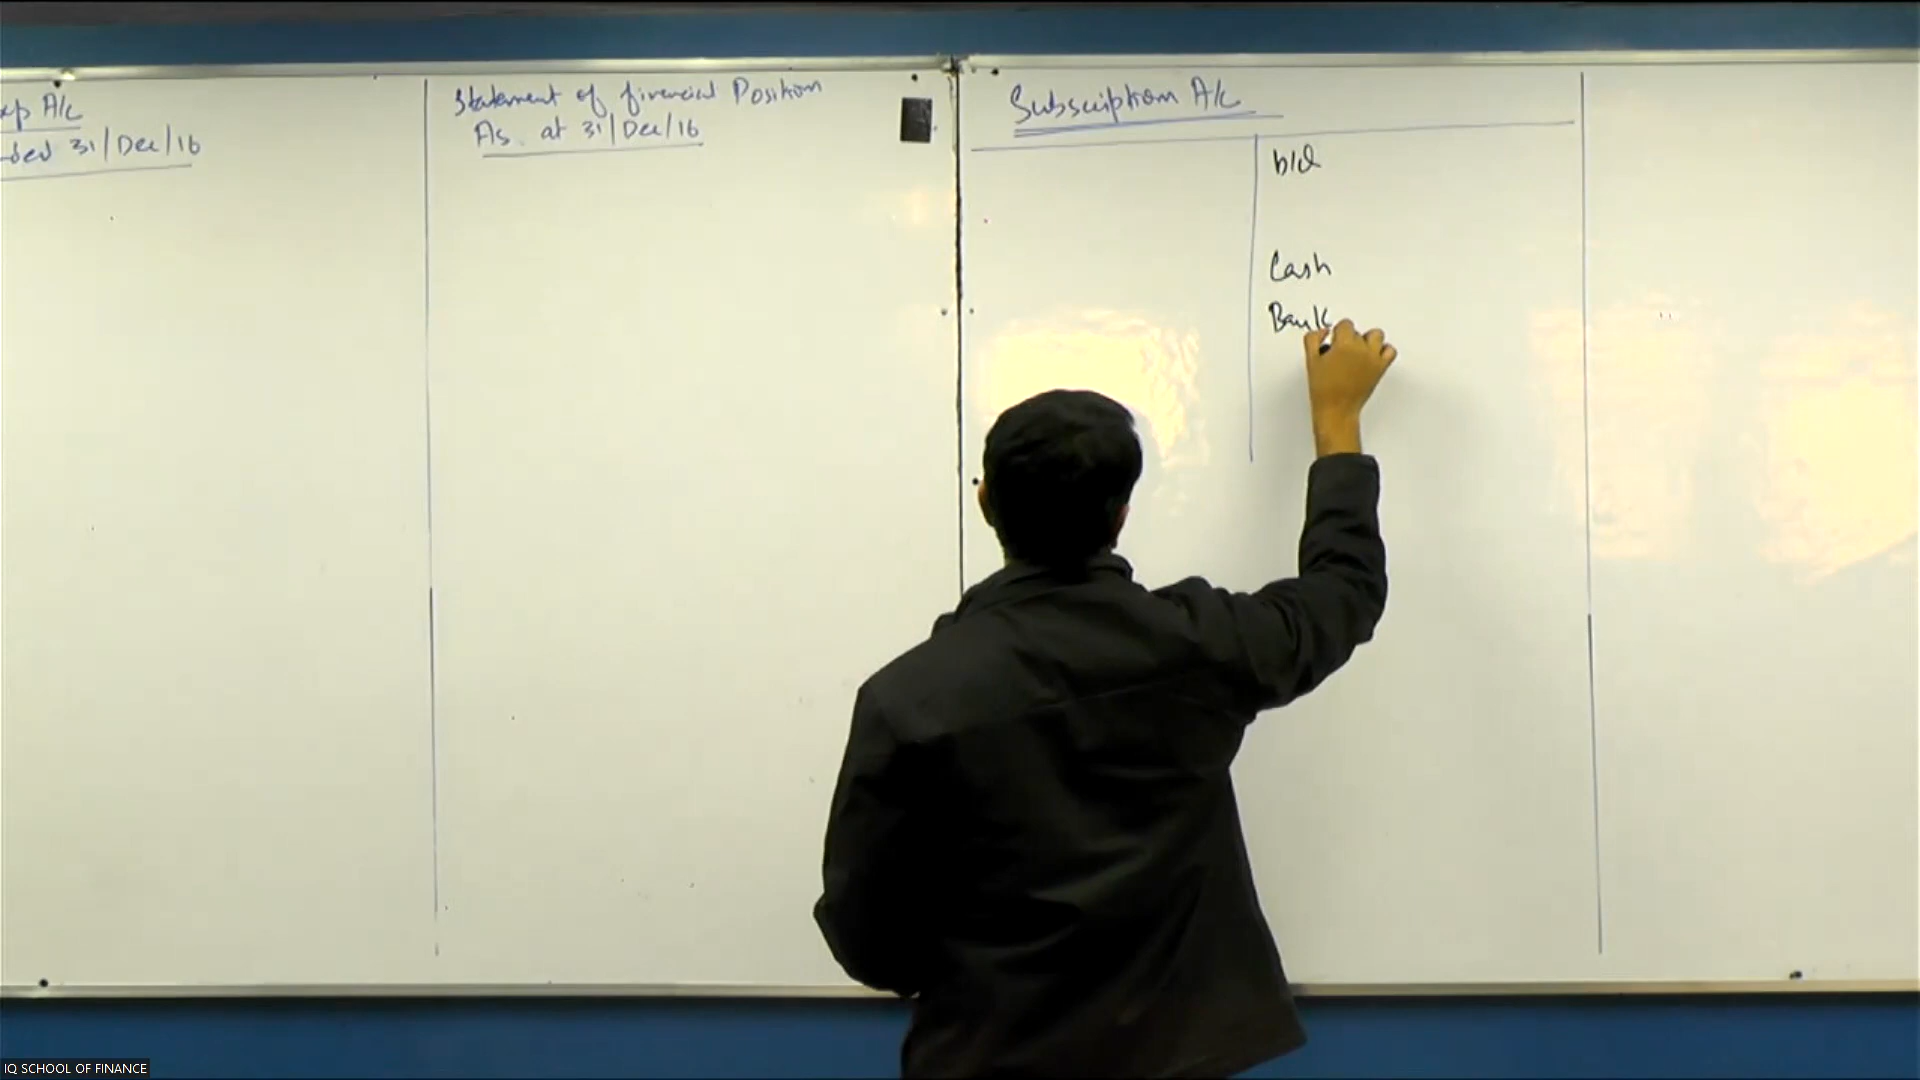 A/c
31/Dec/16
Statement of financial Position
As at 31/Dec/16
Subscription A/c
b/d
Cash
Bank
IQ SCHOOL OF FINANCE